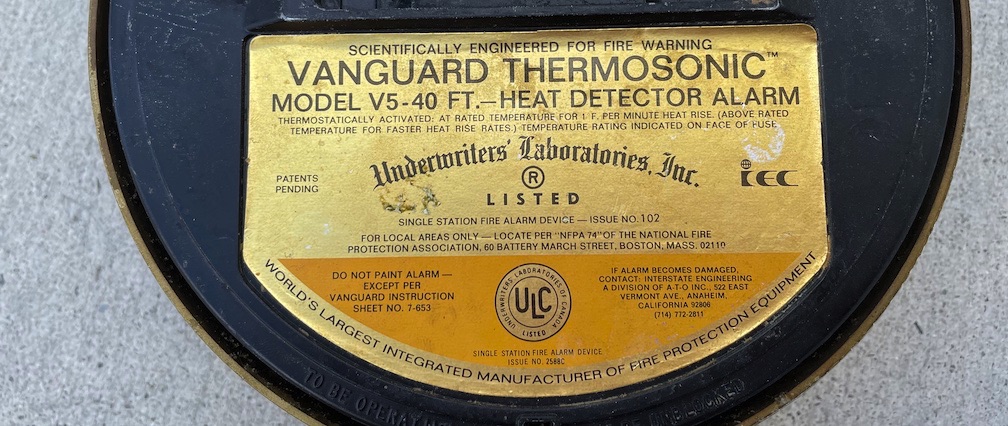 SCIENTIFICALLY ENGINEERED FOR FIRE WARNING
VANGUARD THERMOSONIC™
MODEL V5-40 FT.—HEAT DETECTOR ALARM
THERMOSTATICALLY ACTIVATED: AT RATED TEMPERATURE FOR 1 F. PER MINUTE HEAT RISE. (ABOVE RATED
TEMPERATURE FOR FASTER HEAT RISE RATES.) TEMPERATURE RATING INDICATED ON FACE OF FUSE
Underwriters' Laboratories, Inc.
®
LISTED
PATENTS
PENDING
IEC
SINGLE STATION FIRE ALARM DEVICE — ISSUE NO. 102
FOR LOCAL AREAS ONLY — LOCATE PER "NFPA 74" OF THE NATIONAL FIRE
PROTECTION ASSOCIATION, 60 BATTERY MARCH STREET, BOSTON, MASS. 02110
DO NOT PAINT ALARM —
EXCEPT PER
VANGUARD INSTRUCTION
SHEET NO. 7-653
UNDERWRITERS' LABORATORIES OF CANADA
ULC
LISTED
SINGLE STATION FIRE ALARM DEVICE
ISSUE NO. 2588C
IF ALARM BECOMES DAMAGED,
CONTACT: INTERSTATE ENGINEERING
A DIVISION OF A-T-O INC., 522 EAST
VERMONT AVE., ANAHEIM,
CALIFORNIA 92806
(714) 772-2811
WORLD'S LARGEST INTEGRATED MANUFACTURER OF FIRE PROTECTION EQUIPMENT
TO BE OPERAT